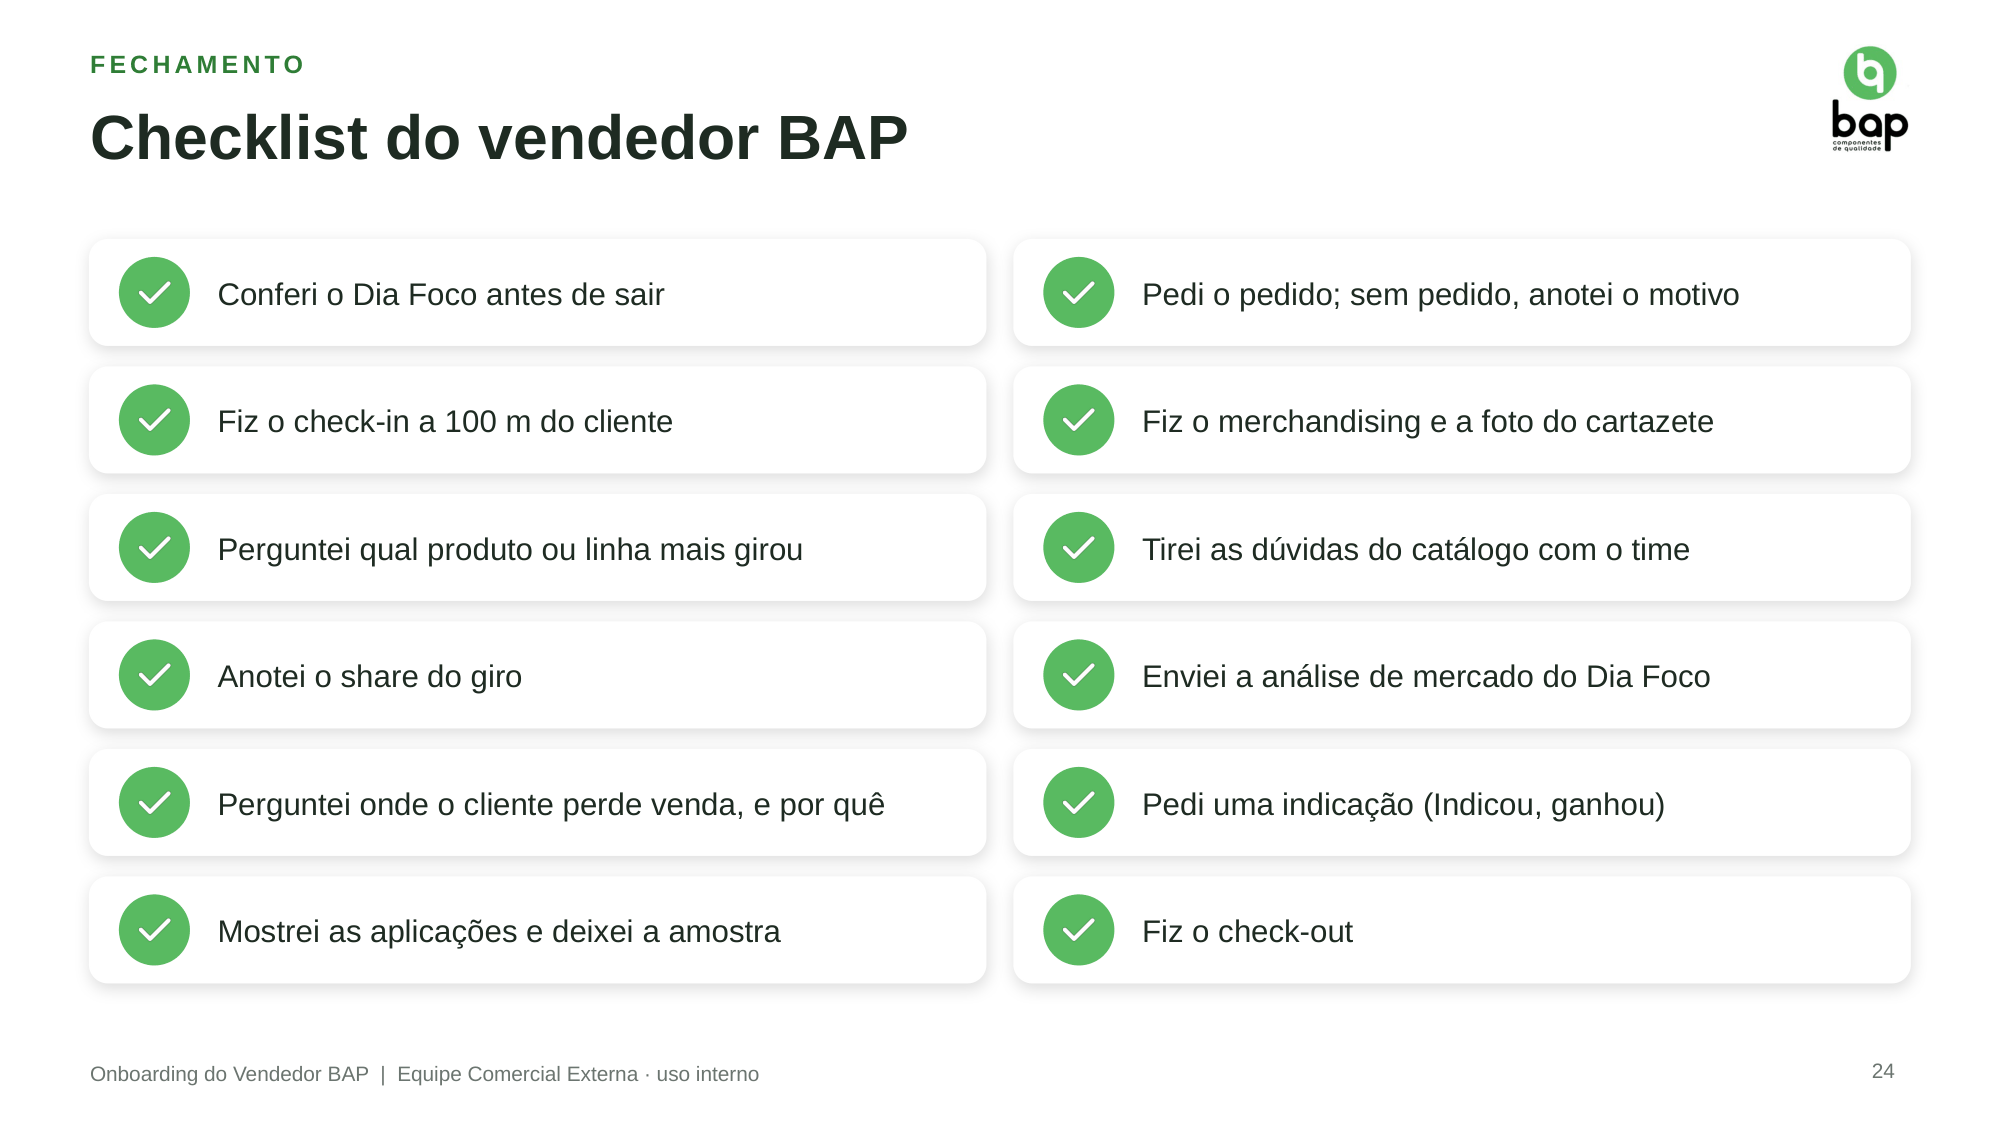 FECHAMENTO
Checklist do vendedor BAP
bap
componentes
de qualidade
Conferi o Dia Foco antes de sair
Fiz o check-in a 100 m do cliente
Perguntei qual produto ou linha mais girou
Anotei o share do giro
Perguntei onde o cliente perde venda, e por quê
Mostrei as aplicações e deixei a amostra
Pedi o pedido; sem pedido, anotei o motivo
Fiz o merchandising e a foto do cartazete
Tirei as dúvidas do catálogo com o time
Enviei a análise de mercado do Dia Foco
Pedi uma indicação (Indicou, ganhou)
Fiz o check-out
Onboarding do Vendedor BAP | Equipe Comercial Externa · uso interno
24